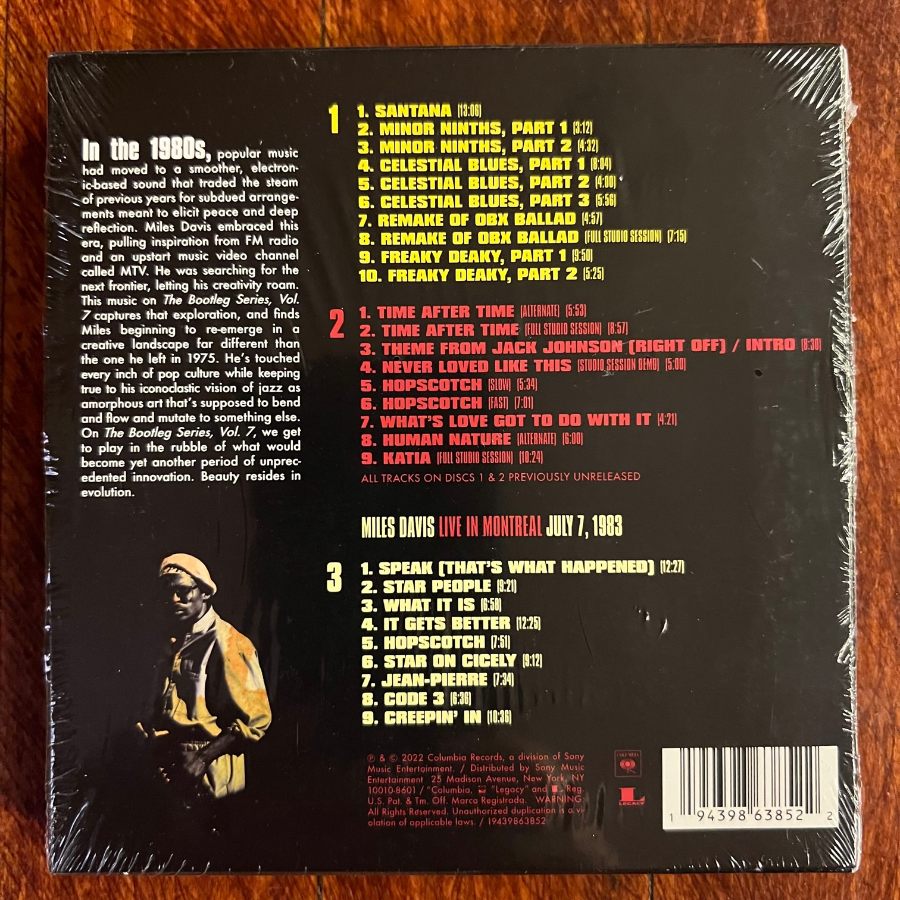 In the 1980s, popular music
had moved to a smoother, electron-
ic-based sound that traded the steam
of previous years for subdued arrange-
ments meant to elicit peace and deep
reflection. Miles Davis embraced this
era, pulling inspiration from FM radio
and an upstart music video channel
called MTV. He was searching for the
next frontier, letting his creativity roam.
This music on The Bootleg Series, Vol.
7 captures that exploration, and finds
Miles beginning to re-emerge in a
creative landscape far different than
the one he left in 1975. He's touched
every inch of pop culture while keeping
true to his iconoclastic vision of jazz as
amorphous art that's supposed to bend
and flow and mutate to something else.
On The Bootleg Series, Vol. 7, we get
to play in the rubble of what would
become yet another period of unprec-
edented innovation. Beauty resides in
evolution.
1
1. SANTANA (13:06)
2. MINOR NINTHS, PART 1 (3:12)
3. MINOR NINTHS, PART 2 (4:32)
4. CELESTIAL BLUES, PART 1 (8:04)
5. CELESTIAL BLUES, PART 2 (4:00)
6. CELESTIAL BLUES, PART 3 (5:56)
7. REMAKE OF OBX BALLAD (4:57)
8. REMAKE OF OBX BALLAD (FULL STUDIO SESSION) (7:15)
9. FREAKY DEAKY, PART 1 (9:50)
10. FREAKY DEAKY, PART 2 (5:25)
2
1. TIME AFTER TIME (ALTERNATE) (5:53)
2. TIME AFTER TIME (FULL STUDIO SESSION) (8:57)
3. THEME FROM JACK JOHNSON (RIGHT OFF) / INTRO (8:30)
4. NEVER LOVED LIKE THIS (STUDIO SESSION DEMO) (5:00)
5. HOPSCOTCH (SLOW) (5:34)
6. HOPSCOTCH (FAST) (7:01)
7. WHAT'S LOVE GOT TO DO WITH IT (4:21)
8. HUMAN NATURE (ALTERNATE) (6:00)
9. KATIA (FULL STUDIO SESSION) (10:24)
ALL TRACKS ON DISCS 1 & 2 PREVIOUSLY UNRELEASED
MILES DAVIS LIVE IN MONTREAL JULY 7, 1983
3
1. SPEAK (THAT'S WHAT HAPPENED) (12:27)
2. STAR PEOPLE (9:21)
3. WHAT IT IS (6:58)
4. IT GETS BETTER (12:25)
5. HOPSCOTCH (7:51)
6. STAR ON CICELY (9:12)
7. JEAN-PIERRE (7:34)
8. CODE 3 (6:36)
9. CREEPIN' IN (10:36)
℗ & © 2022 Columbia Records, a division of Sony
Music Entertainment. / Distributed by Sony Music
Entertainment 25 Madison Avenue, New York, NY
10010-8601 / "Columbia, "Legacy" and L Reg.
U.S. Pat. & Tm. Off. Marca Registrada. WARNING:
All Rights Reserved. Unauthorized duplication is a vi-
olation of applicable laws. / 19439863852
COLUMBIA
LEGACY
1 94398 63852 2